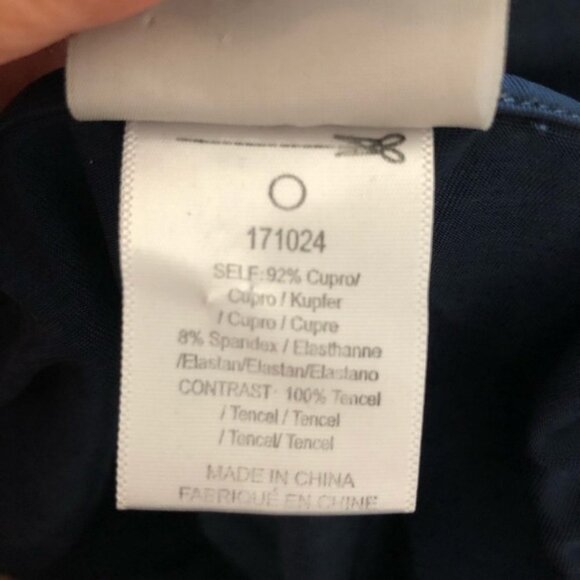 171024
SELF: 92% Cupro/
Cupro / Kupfer
/ Cupro / Cupre
8% Spandex / Elasthanne
/Elastan/Elastan/Elastano
CONTRAST: 100% Tencel
/ Tencel / Tencel
/ Tencel/ Tencel
MADE IN CHINA
FABRIQUÉ EN CHINE